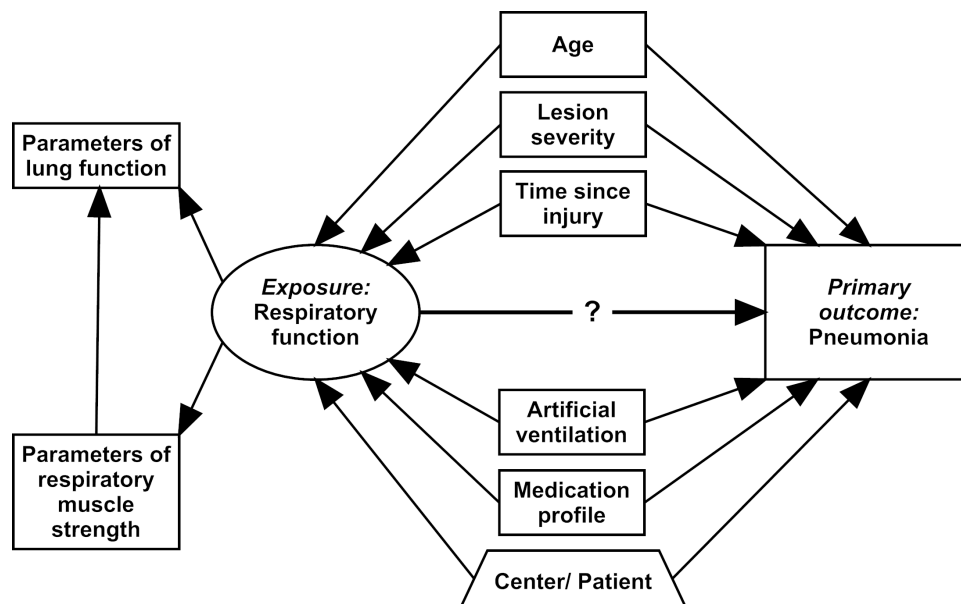 Age
Lesion
severity
Time since
injury
Parameters of
lung function
Exposure:
Respiratory
function
?
Primary
outcome:
Pneumonia
Artificial
ventilation
Parameters of
respiratory
muscle
strength
Medication
profile
Center/ Patient